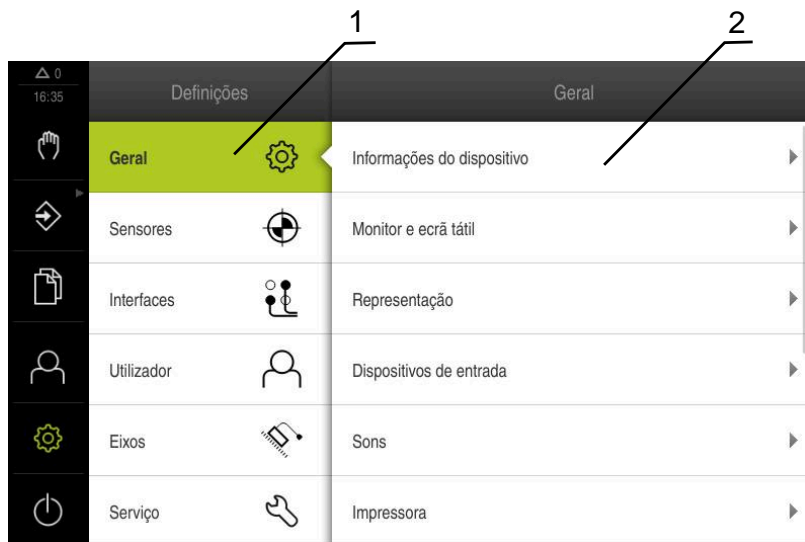 1
2
0
16:35
Definições
Geral
Geral
Informações do dispositivo
Sensores
Monitor e ecrã tátil
Interfaces
Representação
Utilizador
Dispositivos de entrada
Eixos
Sons
Serviço
Impressora